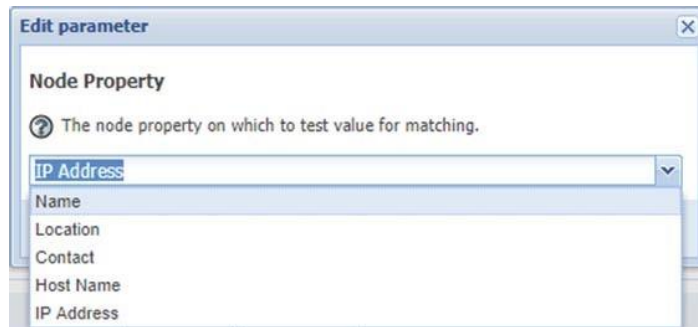 Edit parameter
Node Property
The node property on which to test value for matching.
IP Address
Name
Location
Contact
Host Name
IP Address